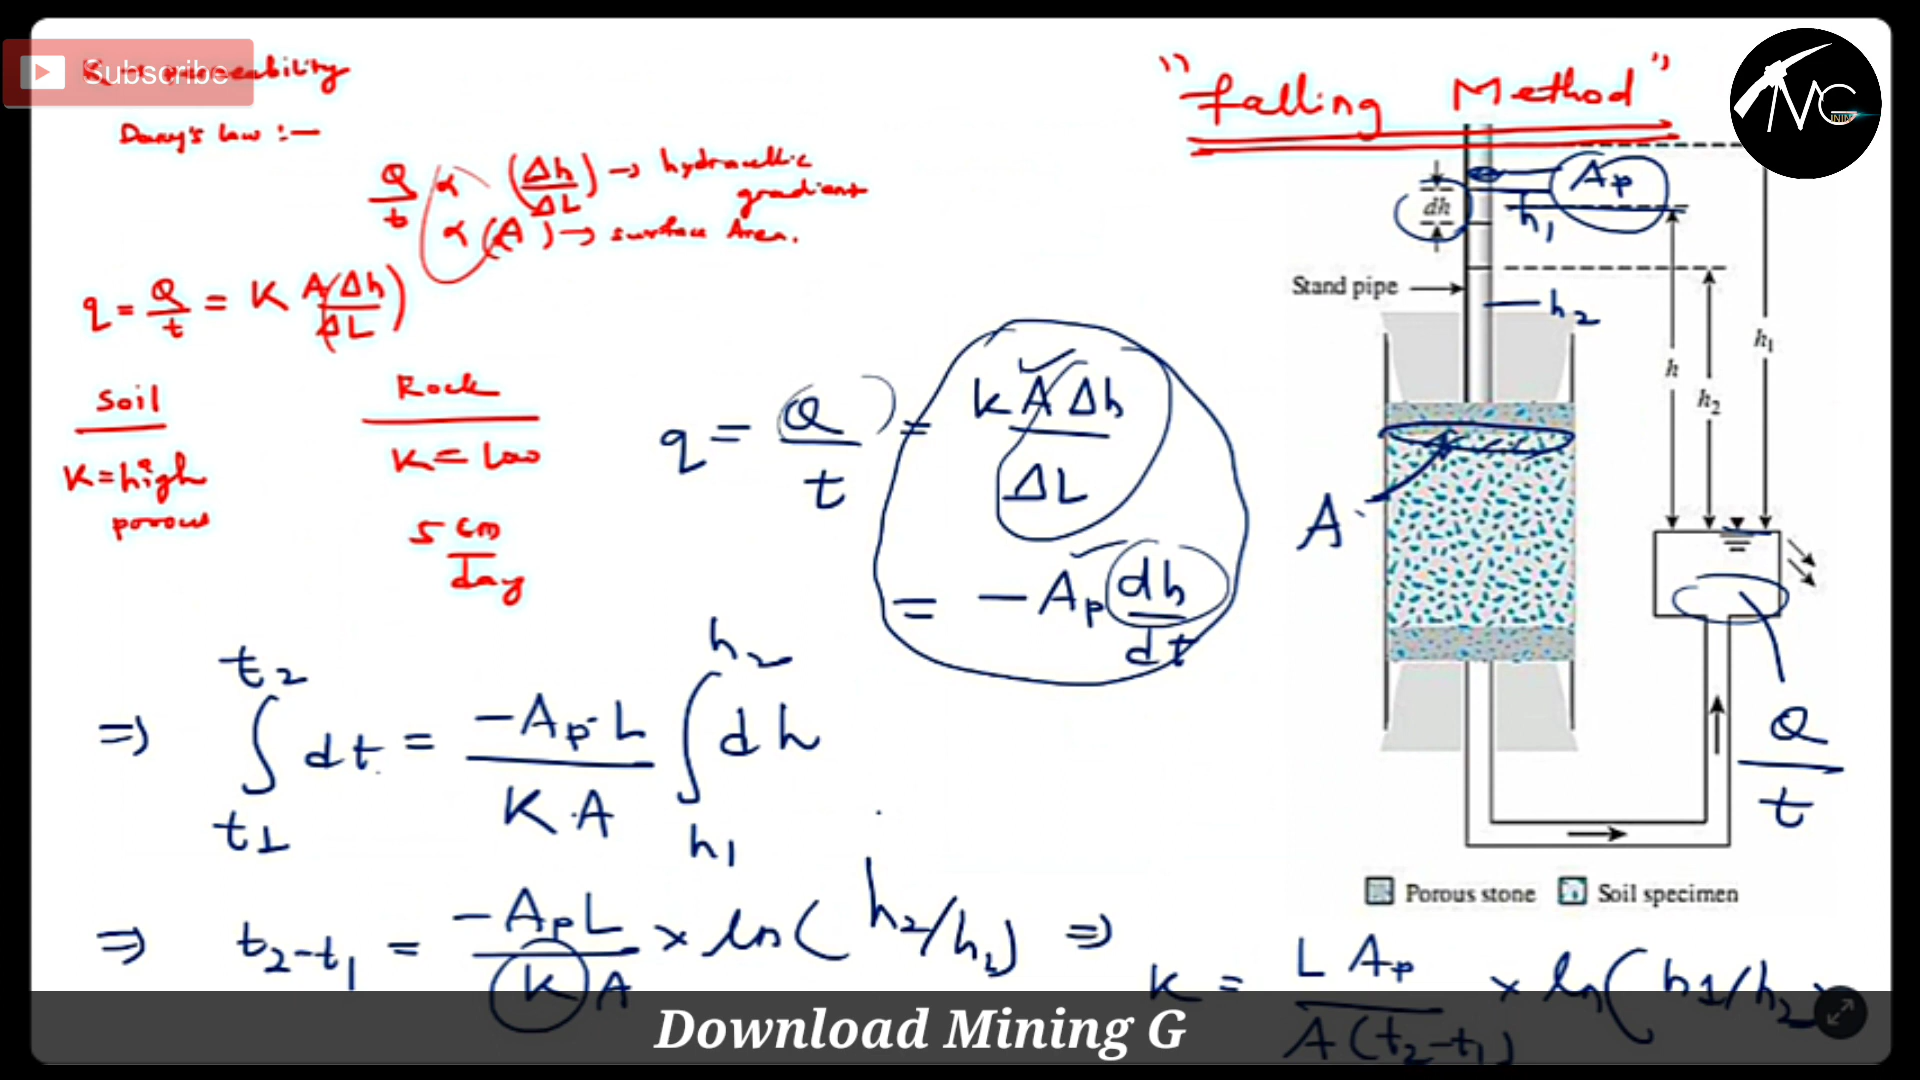 Subscribe
K → permeability
Darcy's law :—
Q/t ∝ (Δh/ΔL) → hydraulic gradient
∝ (A) → surface Area.
q = Q/t = K A(Δh)/ΔL
Soil
K = high
porous
Rock
K = Low
5 cm/day
"falling Method"
Ap
dh
h1
Stand pipe
h2
h
h2
h1
A
q = Q/t = KAΔh/ΔL
= -Ap dh/dt
Q/t
⇒ ∫ t1 t2 dt = -Ap·L/K·A ∫ h1 h2 dh
Porous stone
Soil specimen
⇒ t2-t1 = -ApL/kA × ln(h2/h1) ⇒
K = LAp/A(t2-t1) × ln(h1/h2)
MG
Download Mining G